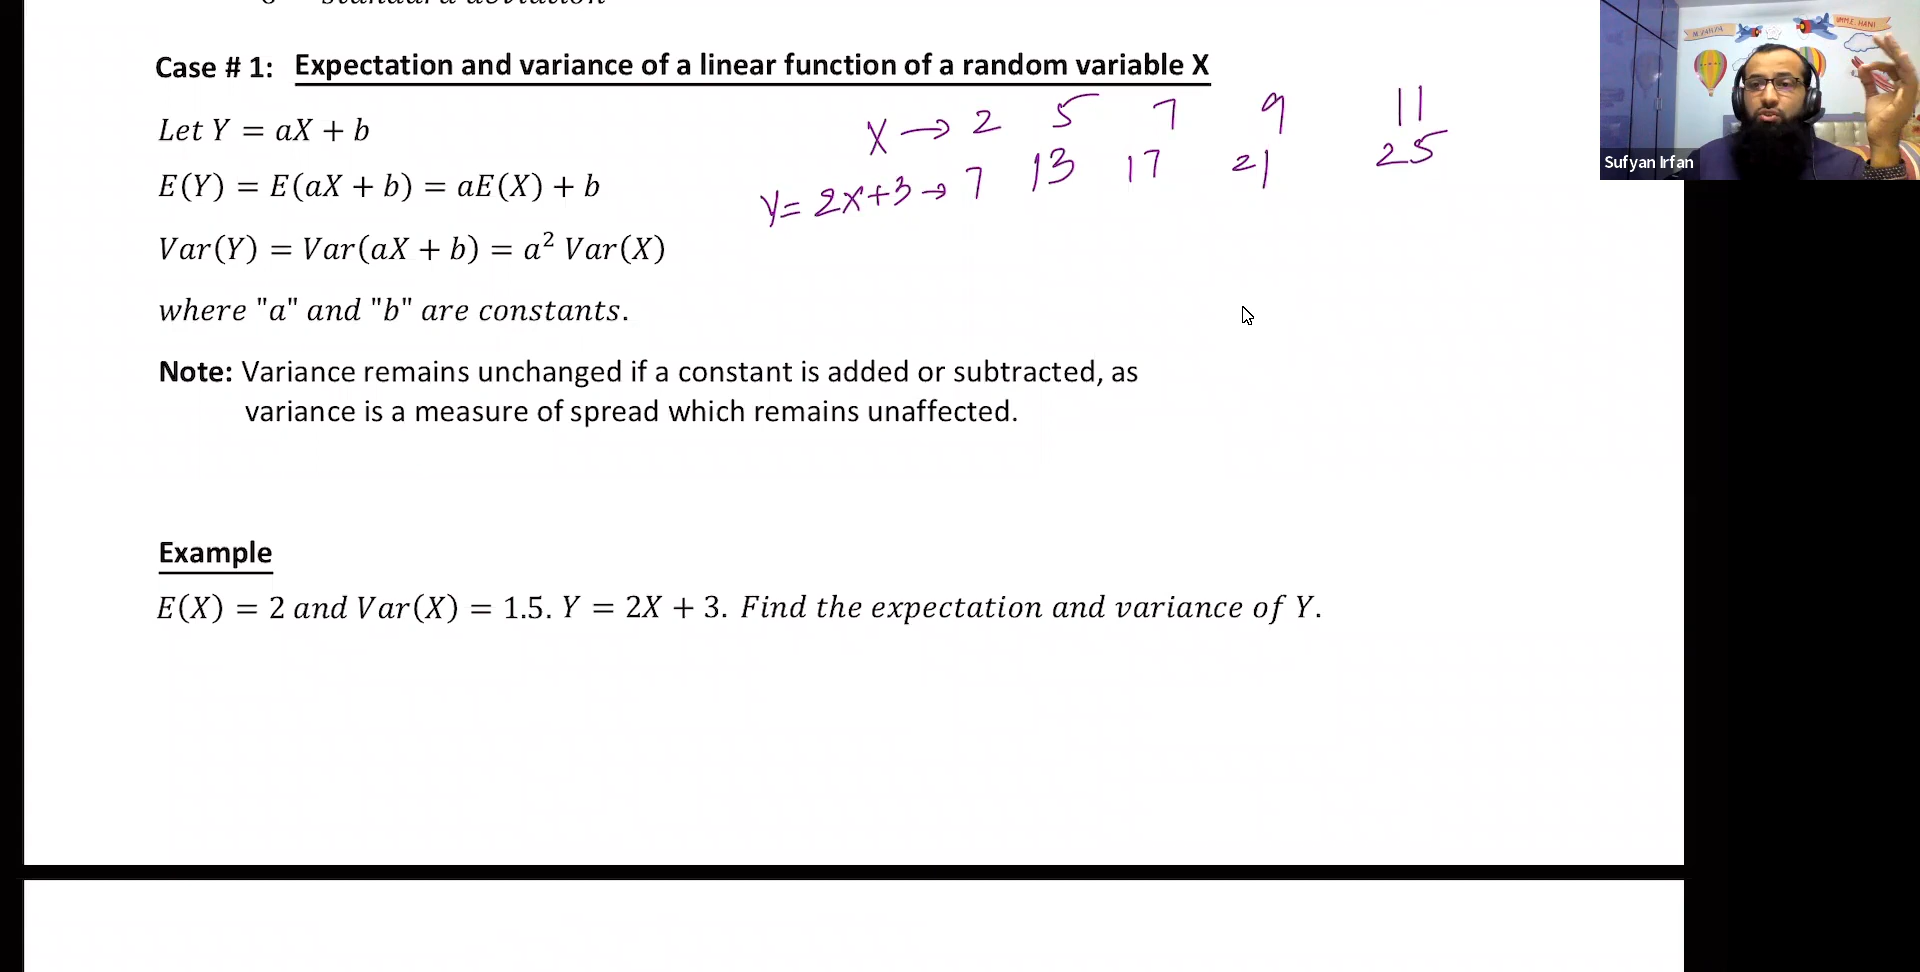 standard deviation
Case # 1: Expectation and variance of a linear function of a random variable X
Let Y = aX + b
X → 2 5 7 9 11
E(Y) = E(aX + b) = aE(X) + b
y= 2x+3 → 7 13 17 21 25
Var(Y) = Var(aX + b) = a² Var(X)
where "a" and "b" are constants.
Note: Variance remains unchanged if a constant is added or subtracted, as
variance is a measure of spread which remains unaffected.
Example
E(X) = 2 and Var(X) = 1.5. Y = 2X + 3. Find the expectation and variance of Y.
Sufyan Irfan